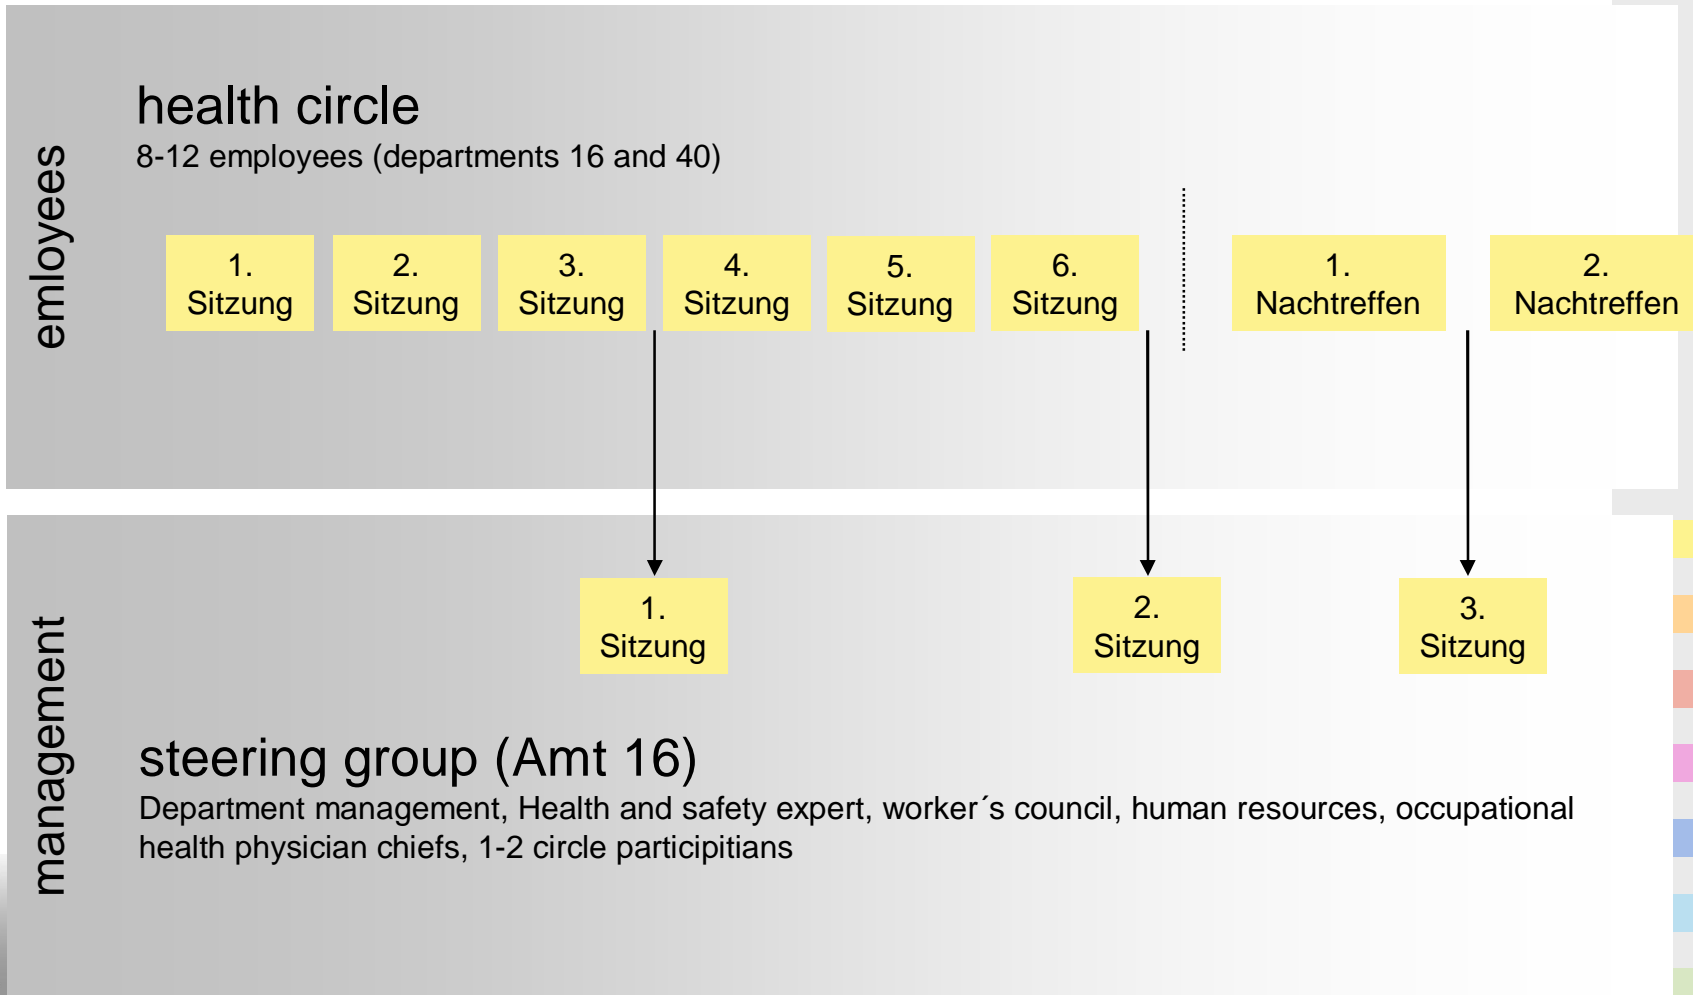 health circle
8-12 employees (departments 16 and 40)
emloyees
1.
Sitzung
2.
Sitzung
3.
Sitzung
4.
Sitzung
5.
Sitzung
6.
Sitzung
1.
Nachtreffen
2.
Nachtreffen
1.
Sitzung
2.
Sitzung
3.
Sitzung
management
steering group (Amt 16)
Department management, Health and safety expert, worker´s council, human resources, occupational
health physician chiefs, 1-2 circle participitians